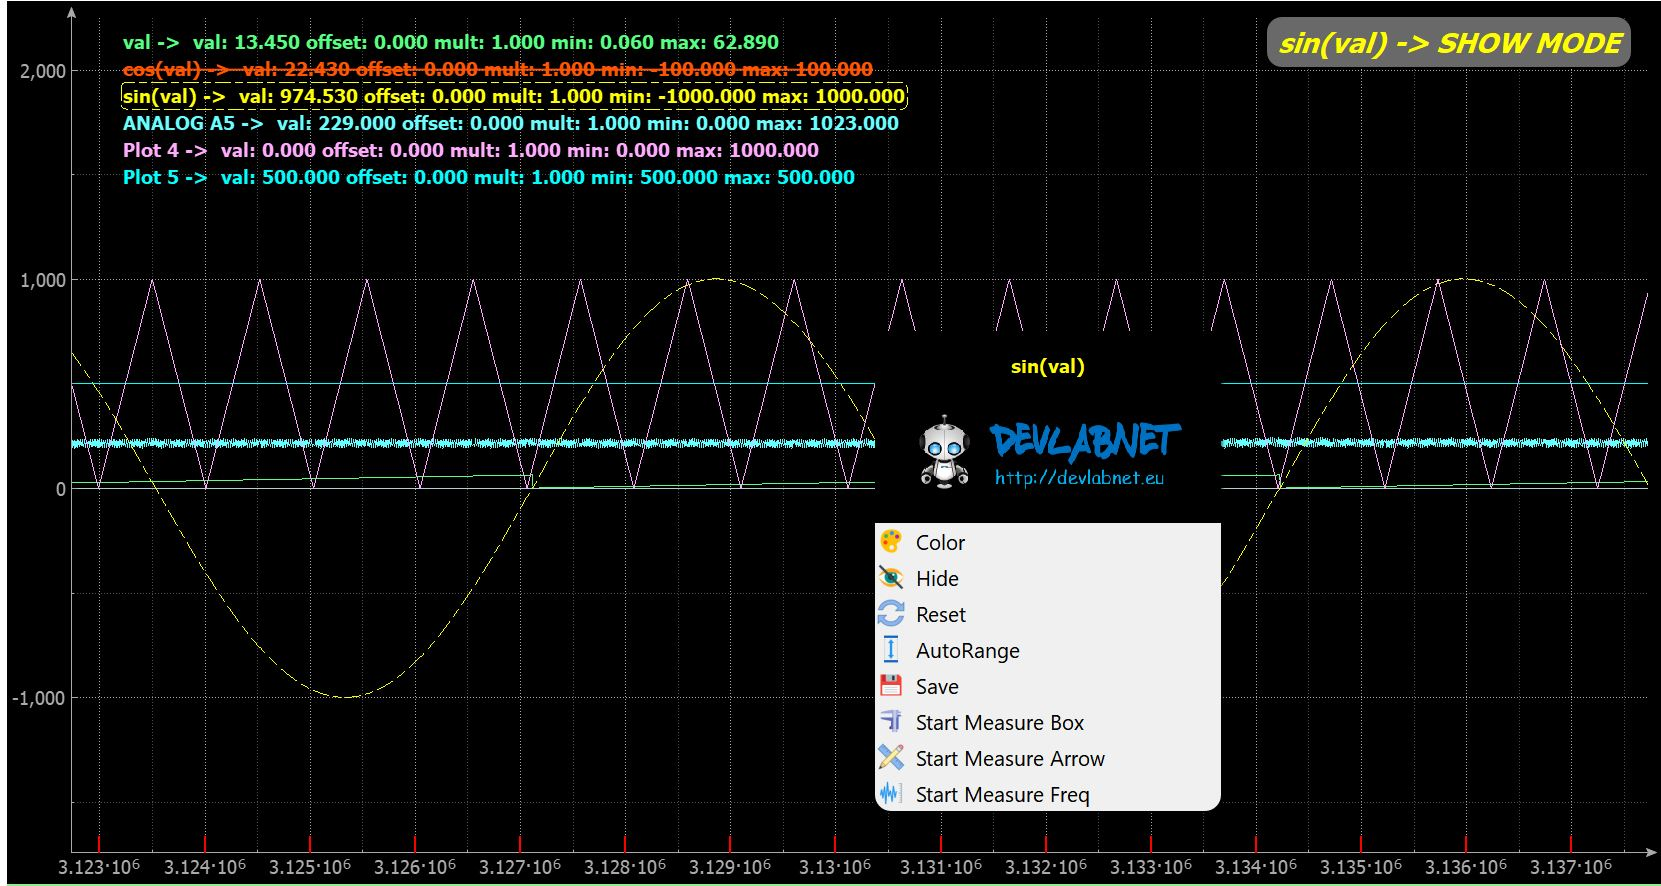 val -> val: 13.450 offset: 0.000 mult: 1.000 min: 0.060 max: 62.890
cos(val) -> val: 22.430 offset: 0.000 mult: 1.000 min: -100.000 max: 100.000
sin(val) -> val: 974.530 offset: 0.000 mult: 1.000 min: -1000.000 max: 1000.000
ANALOG A5 -> val: 229.000 offset: 0.000 mult: 1.000 min: 0.000 max: 1023.000
Plot 4 -> val: 0.000 offset: 0.000 mult: 1.000 min: 0.000 max: 1000.000
Plot 5 -> val: 500.000 offset: 0.000 mult: 1.000 min: 500.000 max: 500.000
sin(val) -> SHOW MODE
2,000
1,000
0
-1,000
sin(val)
DEVLABNET
http://devlabnet.eu
Color
Hide
Reset
AutoRange
Save
Start Measure Box
Start Measure Arrow
Start Measure Freq
3.123·10⁶ 3.124·10⁶ 3.125·10⁶ 3.126·10⁶ 3.127·10⁶ 3.128·10⁶ 3.129·10⁶ 3.130·10⁶ 3.131·10⁶ 3.132·10⁶ 3.133·10⁶ 3.134·10⁶ 3.135·10⁶ 3.136·10⁶ 3.137·10⁶